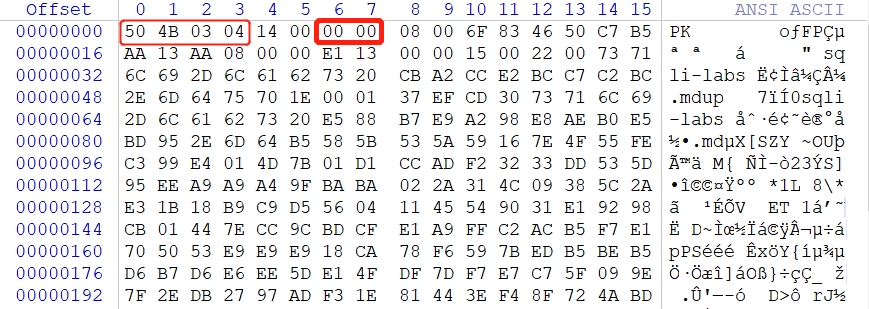 Offset 0 1 2 3 4 5 6 7 8 9 10 11 12 13 14 15 ANSI ASCII
00000000 50 4B 03 04 14 00 00 00 08 00 6F 83 46 50 C7 B5 PK oƒFPÇµ
00000016 AA 13 AA 08 00 00 E1 13 00 00 15 00 22 00 73 71 ª ª á " sq
00000032 6C 69 2D 6C 61 62 73 20 CB A2 CC E2 BC C7 C2 BC li-labs Ë¢Ìâ¼ÇÂ¼
00000048 2E 6D 64 75 70 1E 00 01 37 EF CD 30 73 71 6C 69 .mdup 7ïÍ0sqli
00000064 2D 6C 61 62 73 20 E5 88 B7 E9 A2 98 E8 AE B0 E5 -labs åˆ·é¢˜è®°å
00000080 BD 95 2E 6D 64 B5 58 5B 53 5A 59 16 7E 4F 55 FE ½•.mdµX[SZY ~OUþ
00000096 C3 99 E4 01 4D 7B 01 D1 CC AD F2 32 33 DD 53 5D Ã™ä M{ ÑÌ-ò23ÝS]
00000112 95 EE A9 A9 A4 9F BA BA 02 2A 31 4C 09 38 5C 2A •î©©¤Ÿºº *1L 8\*
00000128 E3 1B 18 B9 C9 D5 56 04 11 45 54 90 31 E1 92 98 ã ¹ÉÕV ET 1á’˜
00000144 CB 01 44 7E CC 9C BD CF E1 A9 FF C2 AC B5 F7 E1 Ë D~Ìœ½Ïá©ÿÂ¬µ÷á
00000160 70 50 53 E9 E9 E9 18 CA 78 F6 59 7B ED B5 BE B5 pPSééé ÊxöY{íµ¾µ
00000176 D6 B7 D6 E6 EE 5D E1 4F DF 7D F7 E7 C7 5F 09 9E Ö·Öæî]áOß}÷çÇ_ ž
00000192 7F 2E DB 27 97 AD F3 1E 81 44 3E F4 8F 72 4A BD .Û'—-ó D>ô rJ½